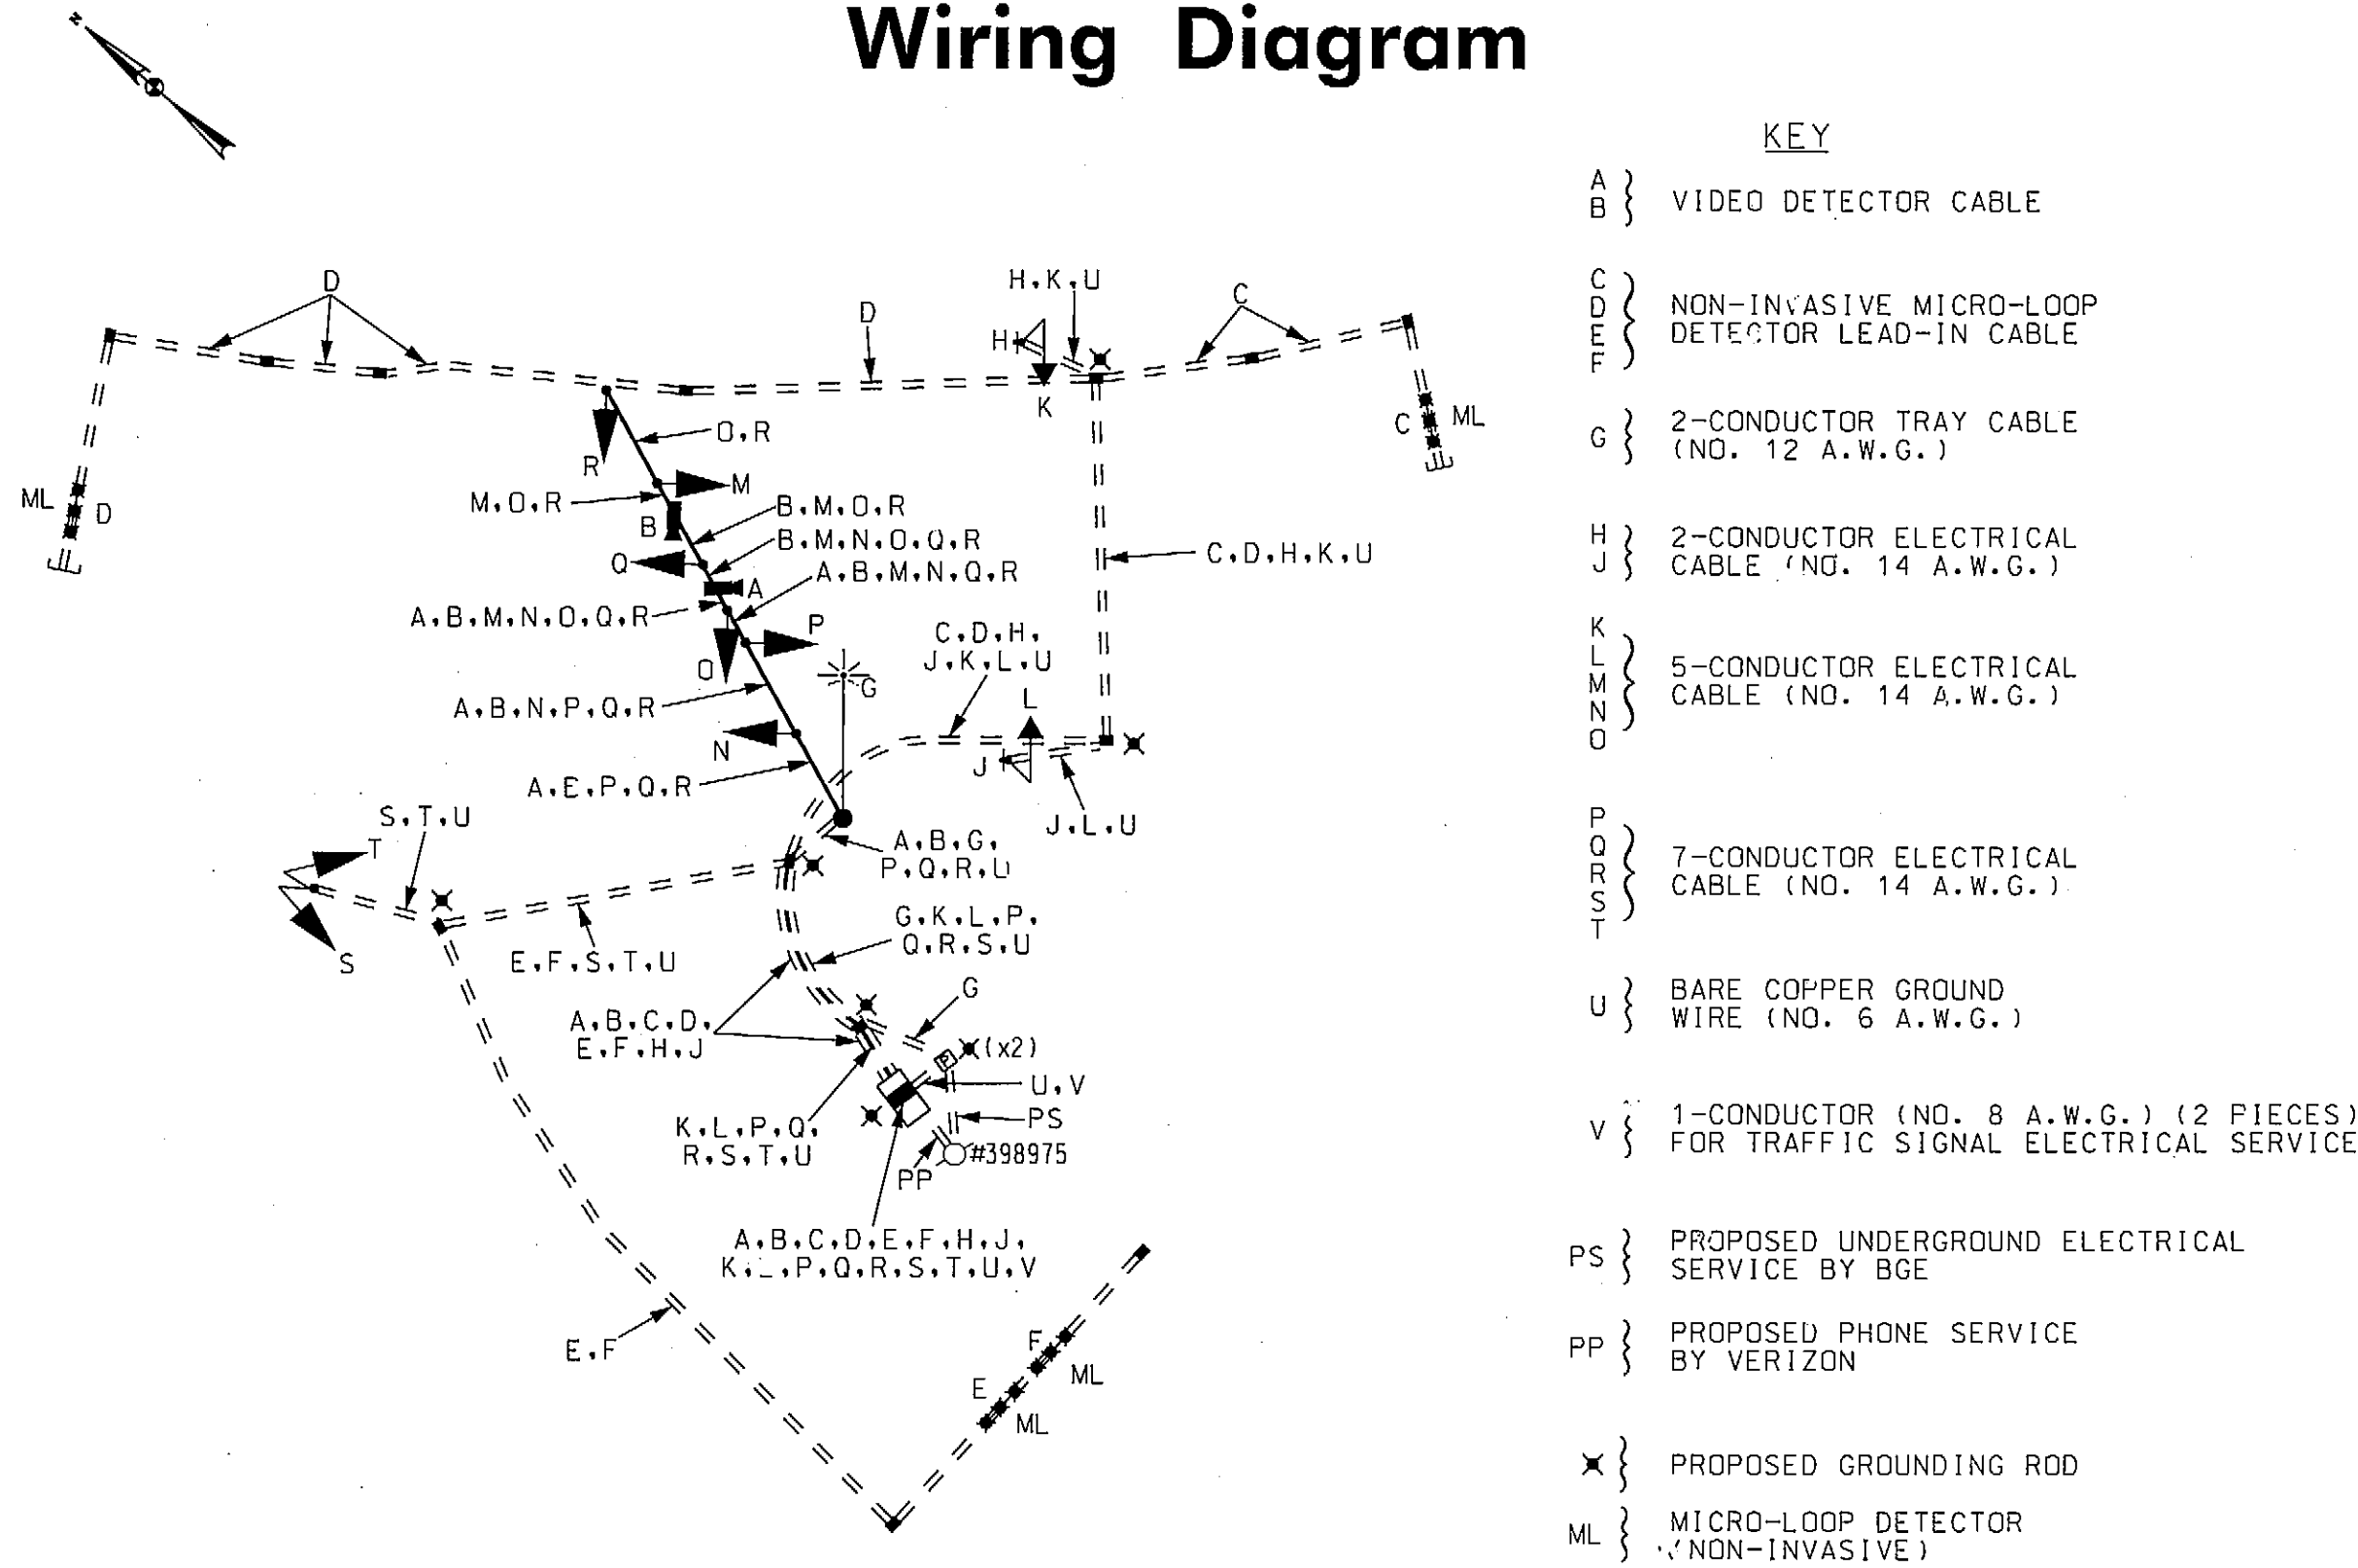 Wiring Diagram
N
KEY
A
B
VIDEO DETECTOR CABLE
C
D
E
F
NON-INVASIVE MICRO-LOOP
DETECTOR LEAD-IN CABLE
G
2-CONDUCTOR TRAY CABLE
(NO. 12 A.W.G.)
H
J
2-CONDUCTOR ELECTRICAL
CABLE (NO. 14 A.W.G.)
K
L
M
N
O
5-CONDUCTOR ELECTRICAL
CABLE (NO. 14 A.W.G.)
P
Q
R
S
T
7-CONDUCTOR ELECTRICAL
CABLE (NO. 14 A.W.G.)
U
BARE COPPER GROUND
WIRE (NO. 6 A.W.G.)
V
1-CONDUCTOR (NO. 8 A.W.G.) (2 PIECES)
FOR TRAFFIC SIGNAL ELECTRICAL SERVICE
PS
PROPOSED UNDERGROUND ELECTRICAL
SERVICE BY BGE
PP
PROPOSED PHONE SERVICE
BY VERIZON
PROPOSED GROUNDING ROD
ML
MICRO-LOOP DETECTOR
(NON-INVASIVE)
D
D
H,K,U
C
H
K
O,R
C
ML
R
M
M,O,R
B,M,O,R
ML
D
B
B,M,N,O,Q,R
Q
A,B,M,N,Q,R
C,D,H,K,U
A
A,B,M,N,O,Q,R
P
C,D,H,
J,K,L,U
O
G
L
A,B,N,P,Q,R
N
J
A,E,P,Q,R
S,T,U
J,L,U
T
A,B,G,
P,Q,R,U
G,K,L,P,
Q,R,S,U
S
E,F,S,T,U
G
A,B,C,D,
E,F,H,J
P
(x2)
U,V
PS
K,L,P,Q,
R,S,T,U
#398975
PP
A,B,C,D,E,F,H,J,
K,L,P,Q,R,S,T,U,V
E,F
F
ML
E
ML